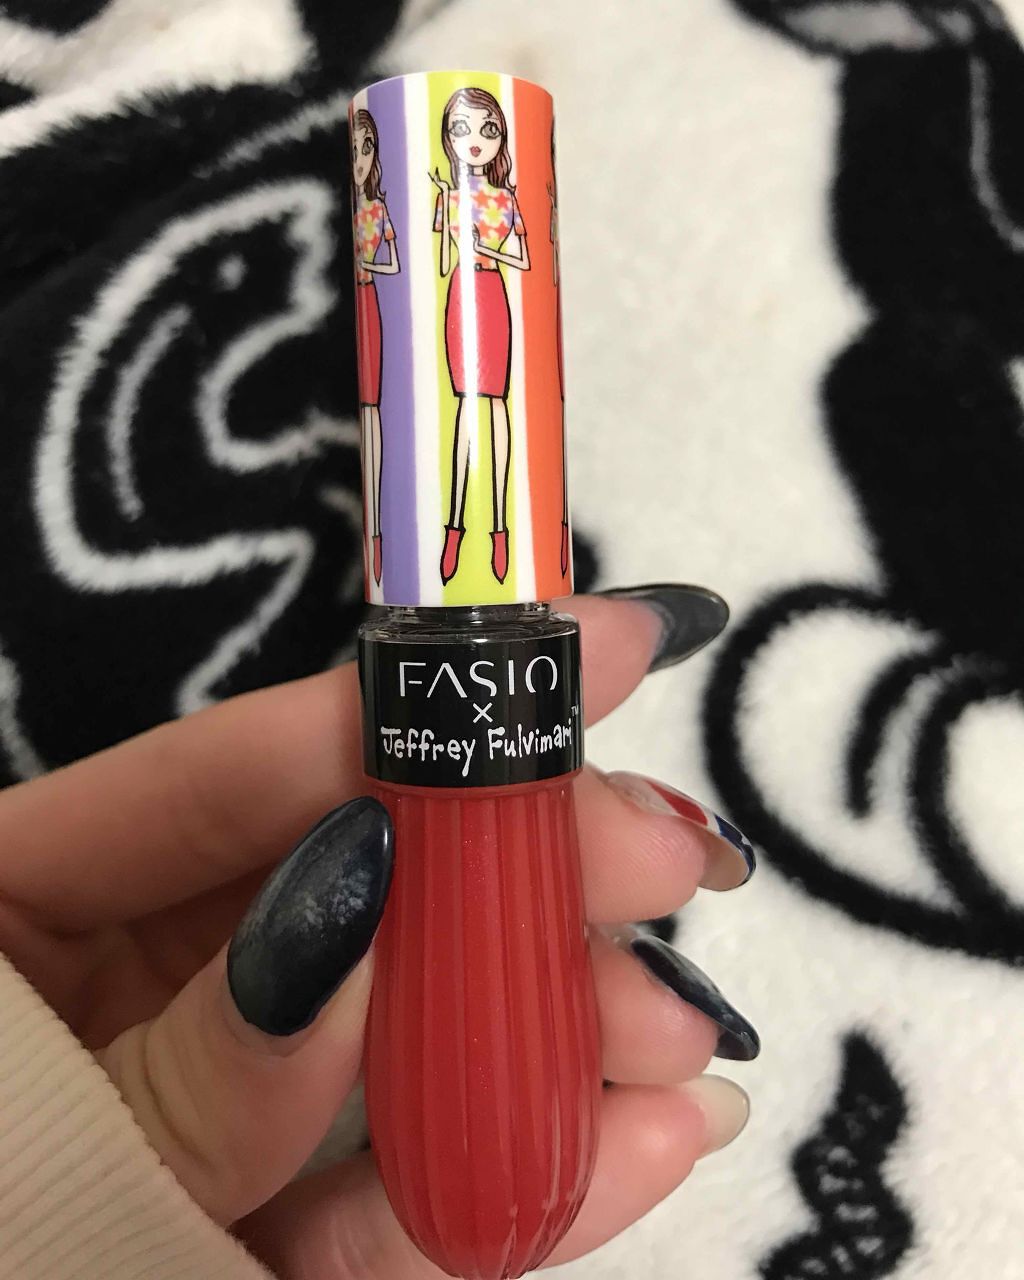 FASIO
×
Jeffrey Fulvimari™